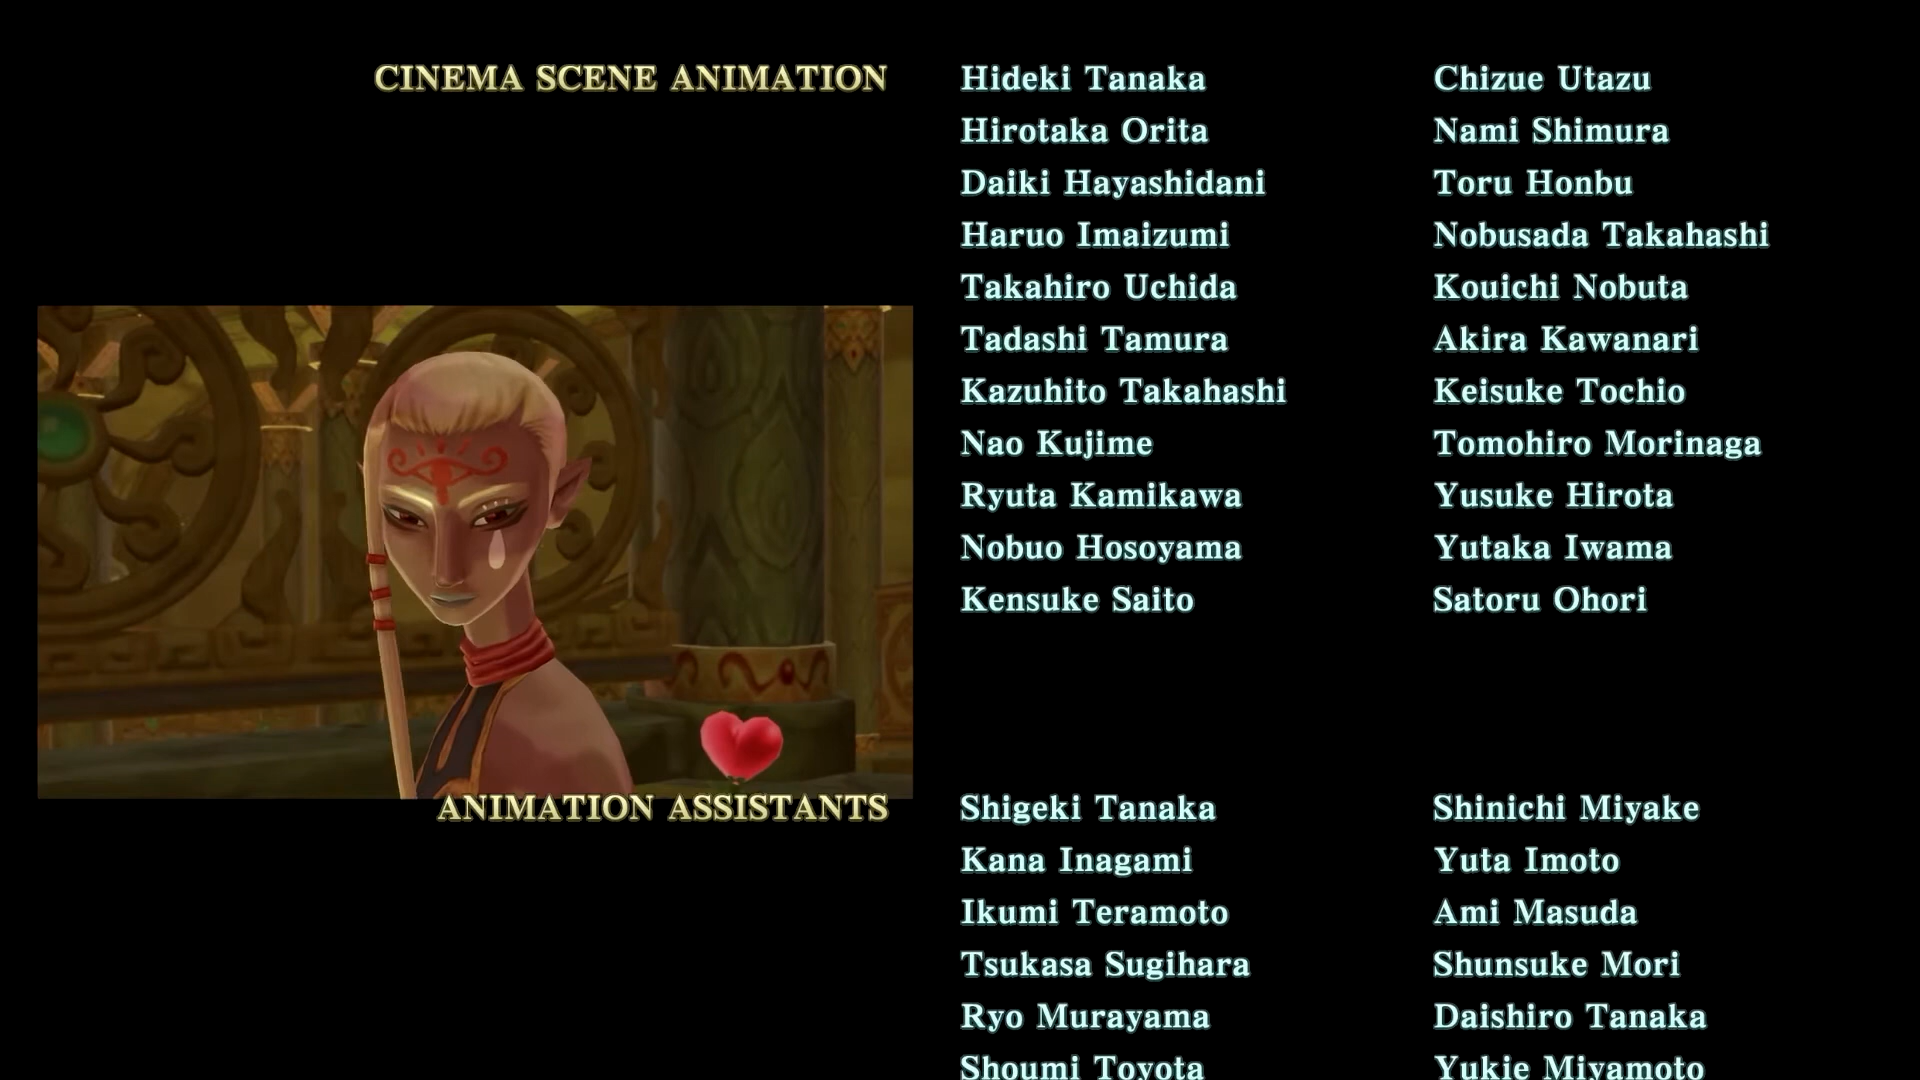 CINEMA SCENE ANIMATION
Hideki Tanaka Chizue Utazu
Hirotaka Orita Nami Shimura
Daiki Hayashidani Toru Honbu
Haruo Imaizumi Nobusada Takahashi
Takahiro Uchida Kouichi Nobuta
Tadashi Tamura Akira Kawanari
Kazuhito Takahashi Keisuke Tochio
Nao Kujime Tomohiro Morinaga
Ryuta Kamikawa Yusuke Hirota
Nobuo Hosoyama Yutaka Iwama
Kensuke Saito Satoru Ohori
ANIMATION ASSISTANTS
Shigeki Tanaka Shinichi Miyake
Kana Inagami Yuta Imoto
Ikumi Teramoto Ami Masuda
Tsukasa Sugihara Shunsuke Mori
Ryo Murayama Daishiro Tanaka
Shoumi Toyota Yukie Miyamoto